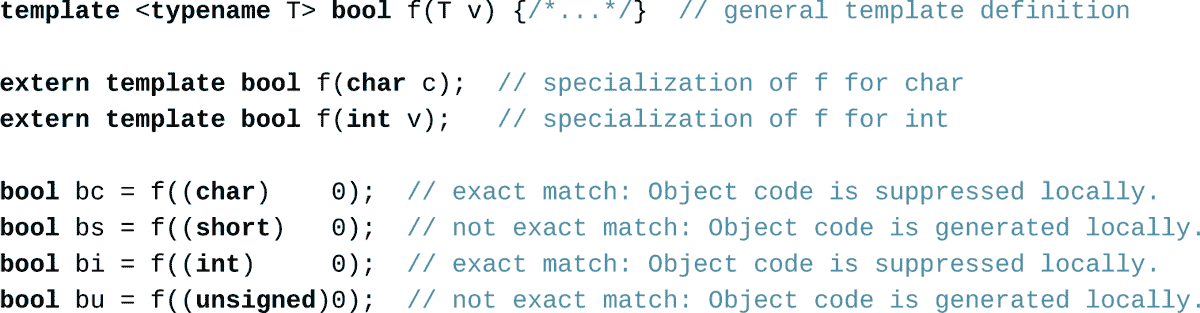 template <typename T> bool f(T v) {/*...*/}  // general template definition

extern template bool f(char c);  // specialization of f for char
extern template bool f(int v);   // specialization of f for int

bool bc = f((char)    0);  // exact match: Object code is suppressed locally.
bool bs = f((short)   0);  // not exact match: Object code is generated locally.
bool bi = f((int)     0);  // exact match: Object code is suppressed locally.
bool bu = f((unsigned)0);  // not exact match: Object code is generated locally.